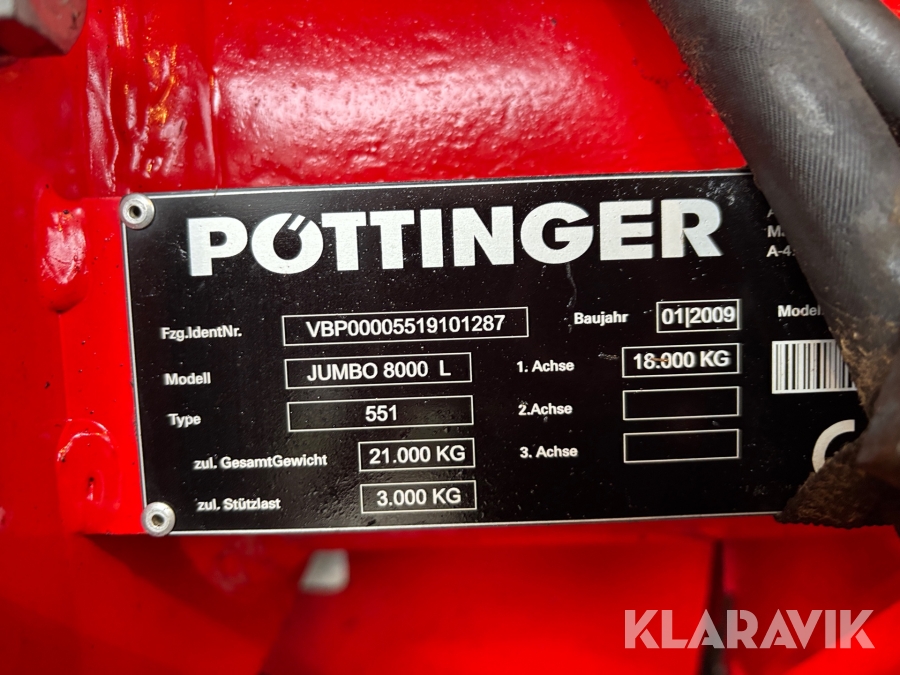 PÖTTINGER
A-4
Fzg.IdentNr. VBP00005519101287 Baujahr 01|2009 Model
Modell JUMBO 8000 L 1. Achse 18.000 KG
Type 551 2.Achse
zul. GesamtGewicht 21.000 KG 3. Achse
zul. Stützlast 3.000 KG
KLARAVIK